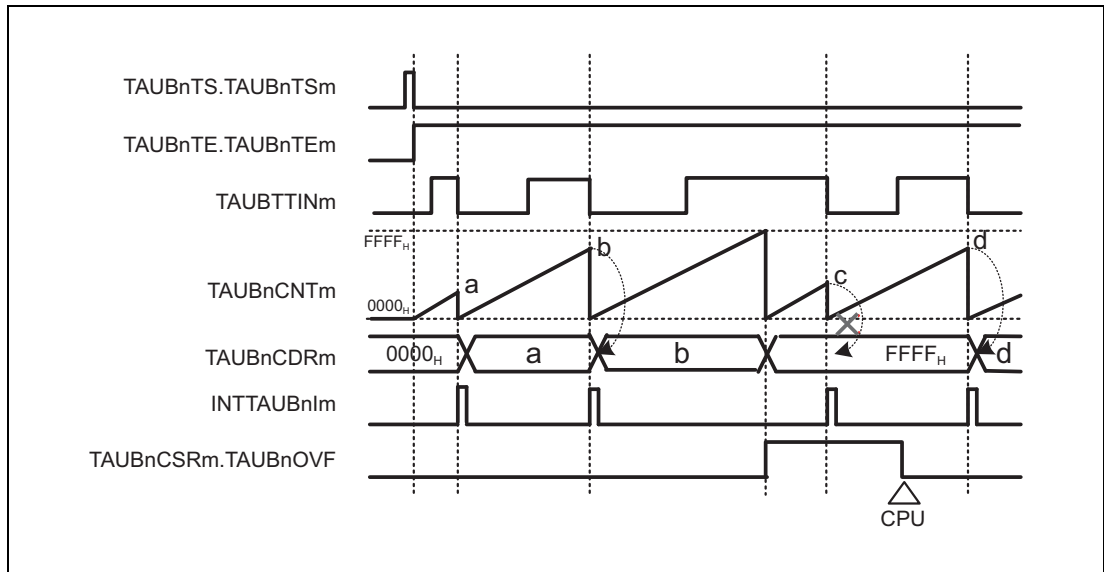 TAUBnTS.TAUBnTSm
TAUBnTE.TAUBnTEm
TAUBTTINm
FFFFH
a
b
c
d
TAUBnCNTm
0000H
TAUBnCDRm
0000H
a
b
FFFFH
d
INTTAUBnIm
TAUBnCSRm.TAUBnOVF
CPU